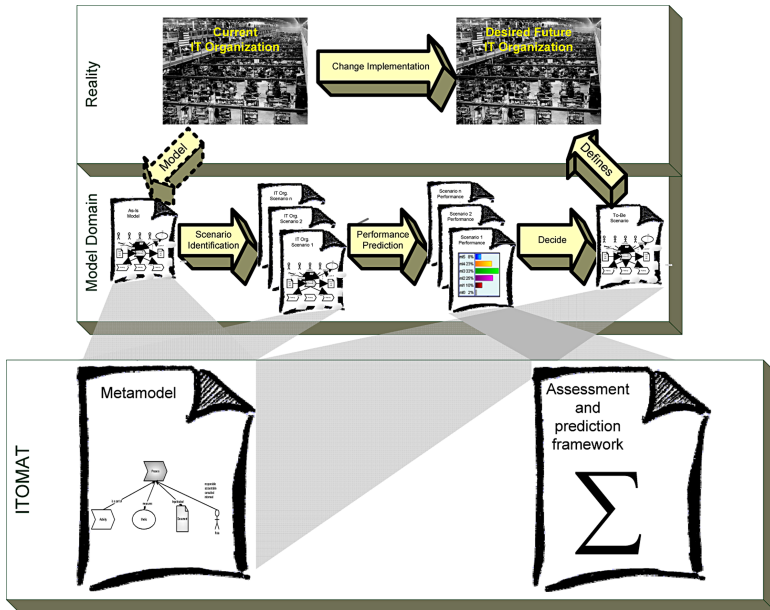 Reality
Current
IT Organization
Change Implementation
Desired Future
IT Organization
Model
Defines
Model Domain
As-Is
Model
Scenario
Identification
IT Org.
Scenario n
IT Org.
Scenario 2
IT Org.
Scenario 1
Performance
Prediction
Scenario n
Performance
Scenario 2
Performance
Scenario 1
Performance
Decide
To-Be
Scenario
ITOMAT
Metamodel
Assessment
and
prediction
framework
Σ